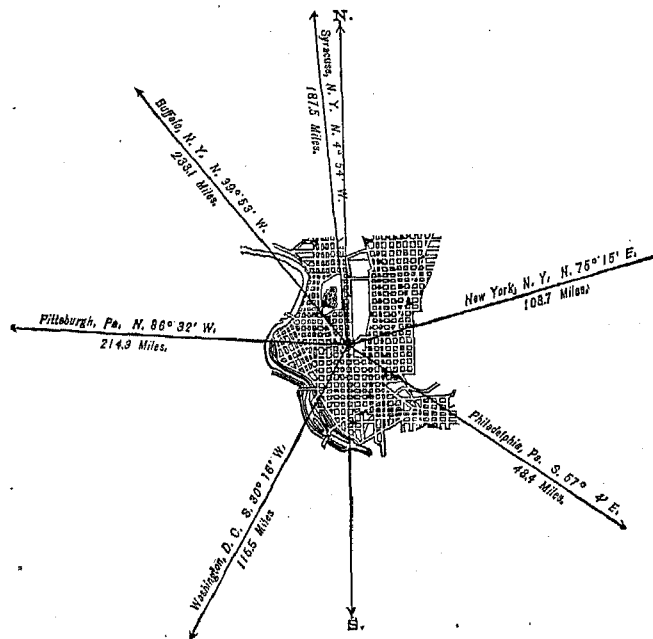 N.
Syracuse, N. Y. N. 4° 54' W.
187.5 Miles.
Buffalo, N. Y. N. 39° 53' W.
233.1 Miles.
New York, N. Y. N. 75° 15' E.
108.7 Miles.
Pittsburgh, Pa. N. 86° 32' W.
214.9 Miles.
Philadelphia, Pa. S. 57° 4' E.
48.4 Miles.
Washington, D. C. S. 30° 16' W.
116.5 Miles
S.